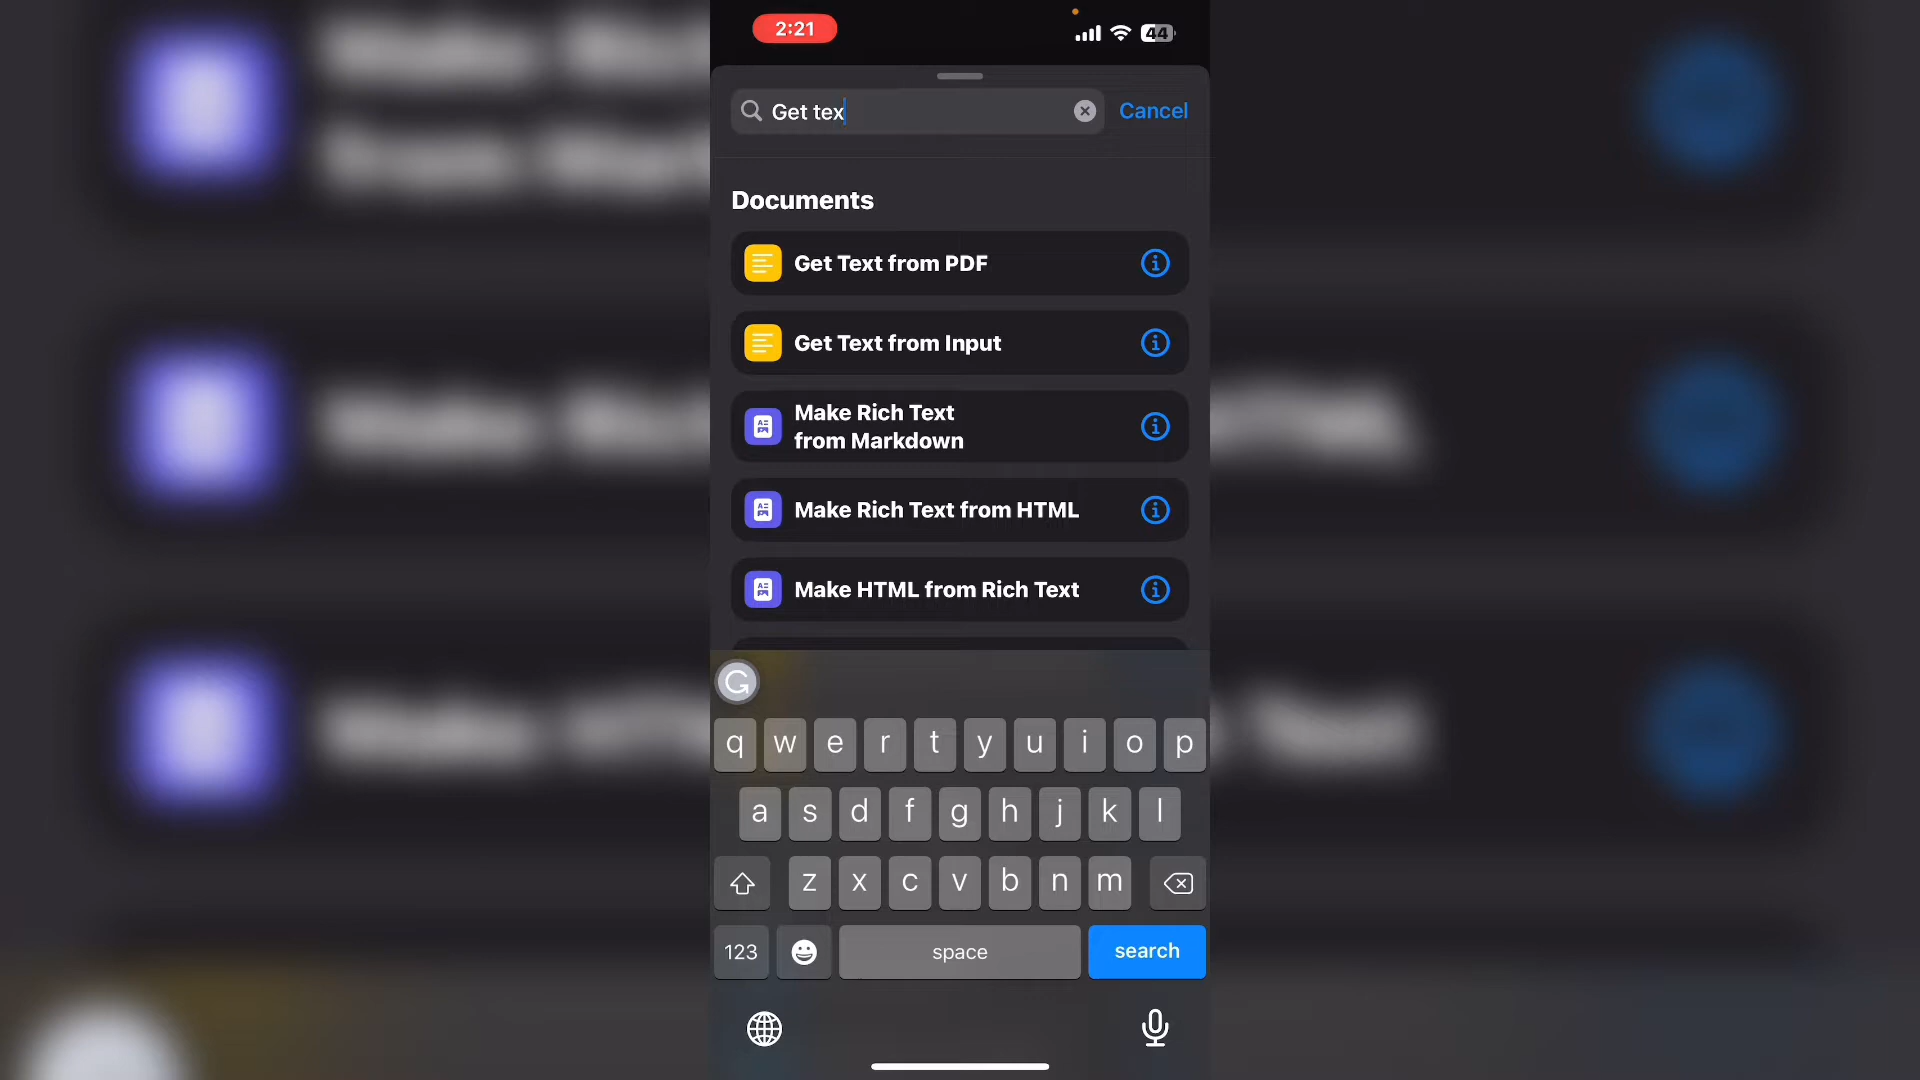 2:21
44
Get tex
Cancel
Documents
Get Text from PDF
Get Text from Input
Make Rich Text
from Markdown
Make Rich Text from HTML
Make HTML from Rich Text
q w e r t y u i o p
a s d f g h j k l
z x c v b n m
123
space
search